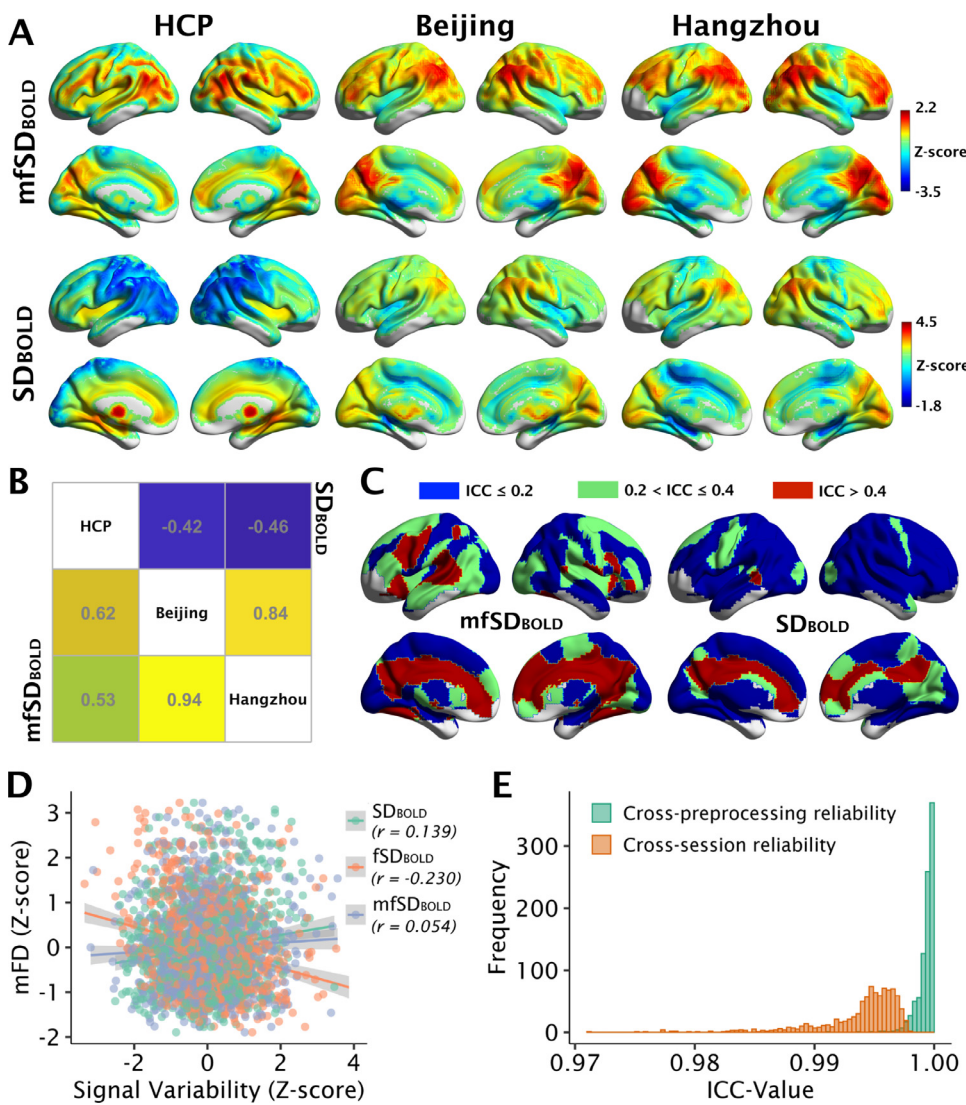 A
HCP
Beijing
Hangzhou
mfSDBOLD
2.2
Z-score
-3.5
SDBOLD
4.5
Z-score
-1.8
B
SDBOLD
HCP
-0.42
-0.46
0.62
Beijing
0.84
0.53
0.94
Hangzhou
mfSDBOLD
C
ICC ≤ 0.2
0.2 < ICC ≤ 0.4
ICC > 0.4
mfSDBOLD
SDBOLD
D
mFD (Z-score)
3
2
1
0
-1
-2
-2
0
2
4
Signal Variability (Z-score)
SDBOLD
(r = 0.139)
fSDBOLD
(r = -0.230)
mfSDBOLD
(r = 0.054)
E
Cross-preprocessing reliability
Cross-session reliability
Frequency
300
200
100
0
0.97
0.98
0.99
1.00
ICC-Value